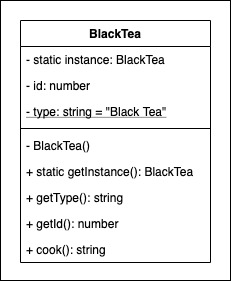 BlackTea
- static instance: BlackTea
- id: number
- type: string = "Black Tea"
- BlackTea()
+ static getInstance(): BlackTea
+ getType(): string
+ getId(): number
+ cook(): string